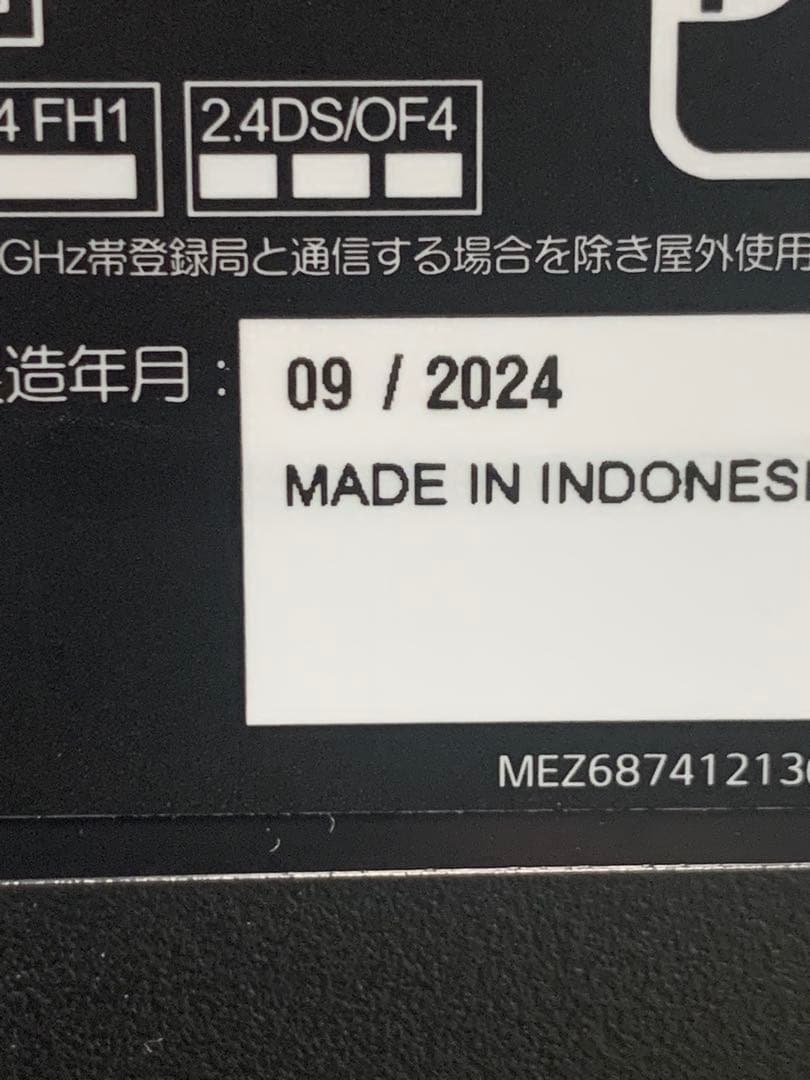 4 FH1 2.4DS/OF4
GHz帯登録局と通信する場合を除き屋外使用
造年月： 09 / 2024
MADE IN INDONES
MEZ68741213